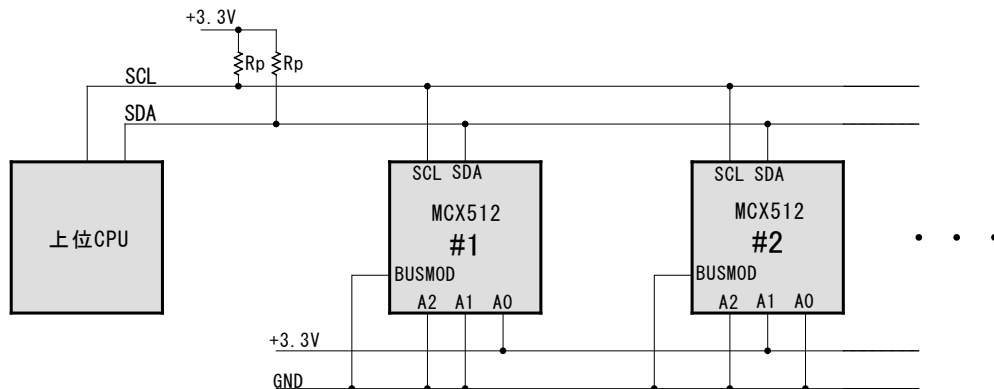 +3.3V
Rp Rp
SCL
SDA
SCL SDA
SCL SDA
上位CPU
MCX512
#1
MCX512
#2
・・・
BUSMOD
BUSMOD
A2 A1 A0
A2 A1 A0
+3.3V
GND